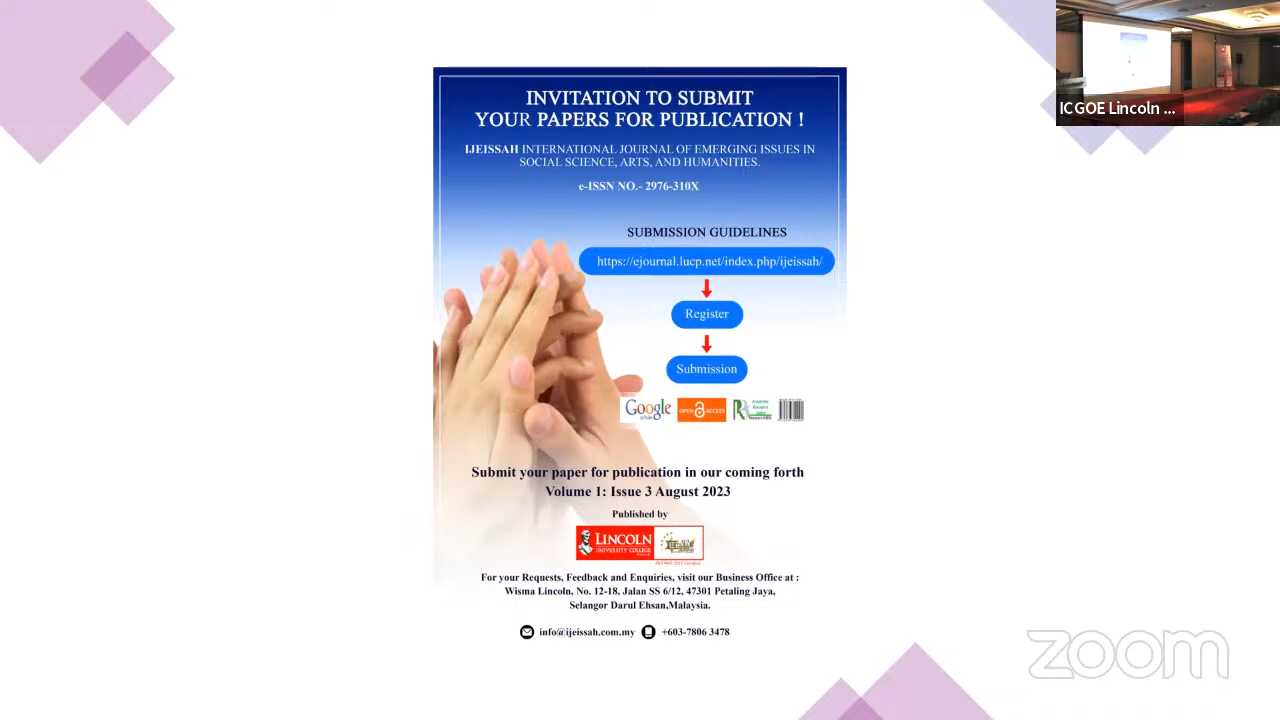 INVITATION TO SUBMIT
YOUR PAPERS FOR PUBLICATION !
IJEISSAH INTERNATIONAL JOURNAL OF EMERGING ISSUES IN
SOCIAL SCIENCE, ARTS, AND HUMANITIES.
e-ISSN NO.- 2976-310X
SUBMISSION GUIDELINES
https://ejournal.lucp.net/index.php/ijeissah/
Register
Submission
Google
OPEN ACCESS
Academic
Research
Submit your paper for publication in our coming forth
Volume 1: Issue 3 August 2023
Published by
LINCOLN
UNIVERSITY COLLEGE
For your Requests, Feedback and Enquiries, visit our Business Office at :
Wisma Lincoln, No. 12-18, Jalan SS 6/12, 47301 Petaling Jaya,
Selangor Darul Ehsan,Malaysia.
info@ijeissah.com.my +603-7806 3478
ICGOE Lincoln ...
zoom